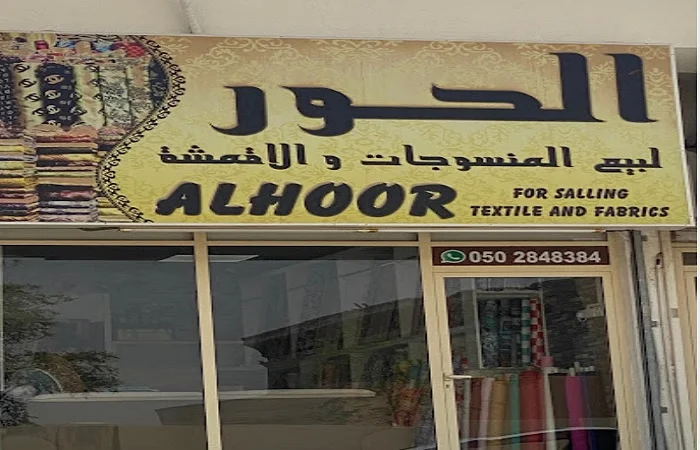 الحور
لبيع المنسوجات و الاقمشة
ALHOOR
FOR SALLING
TEXTILE AND FABRICS
050 2848384